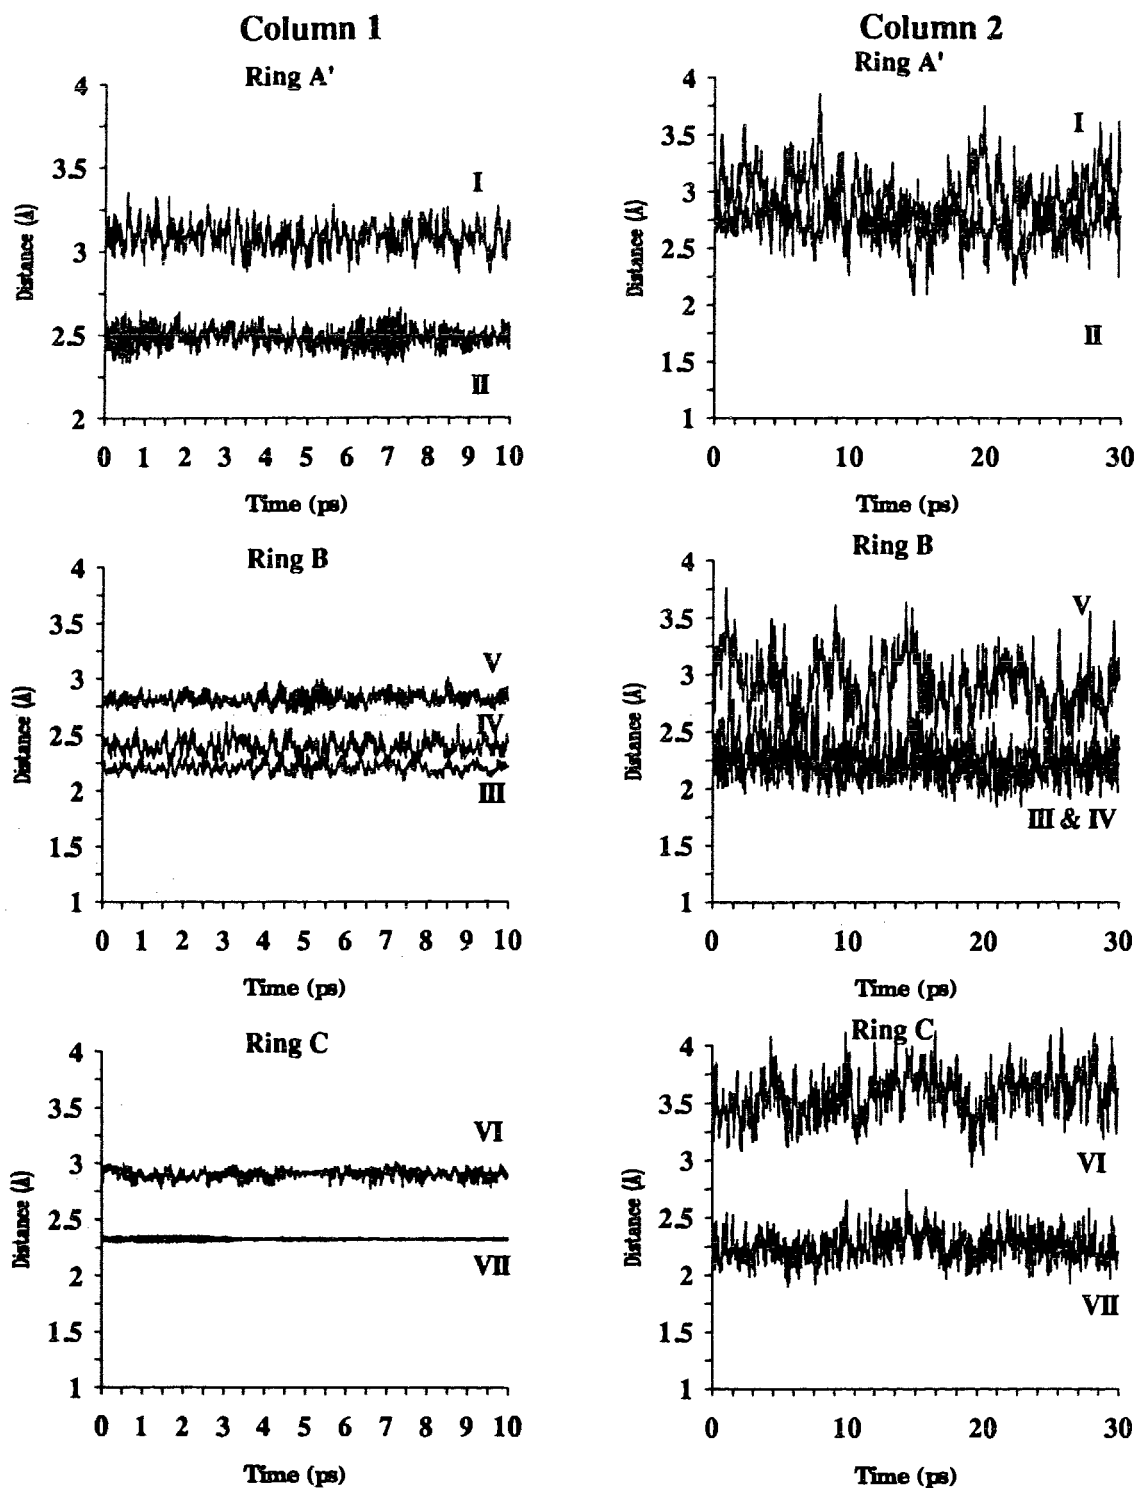 Column 1
Ring A'
4
3.5
3
2.5
2
Distance (Å)
I
II
0 1 2 3 4 5 6 7 8 9 10
Time (ps)
Ring B
4
3.5
3
2.5
2
1.5
1
Distance (Å)
V
IV
III
0 1 2 3 4 5 6 7 8 9 10
Time (ps)
Ring C
4
3.5
3
2.5
2
1.5
1
Distance (Å)
VI
VII
0 1 2 3 4 5 6 7 8 9 10
Time (ps)
Column 2
Ring A'
4
3.5
3
2.5
2
1.5
1
Distance (Å)
I
II
0 10 20 30
Time (ps)
Ring B
4
3.5
3
2.5
2
1.5
1
Distance (Å)
V
III & IV
0 10 20 30
Time (ps)
Ring C
4
3.5
3
2.5
2
1.5
1
Distance (Å)
VI
VII
0 10 20 30
Time (ps)